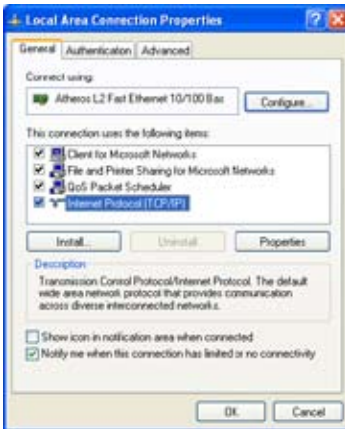 Local Area Connection Properties
General Authentication Advanced
Connect using:
Atheros L2 Fast Ethernet 10/100 Bas
Configure...
This connection uses the following items:
Client for Microsoft Networks
File and Printer Sharing for Microsoft Networks
QoS Packet Scheduler
Internet Protocol (TCP/IP)
Install... Uninstall Properties
Description
Transmission Control Protocol/Internet Protocol. The default
wide area network protocol that provides communication
across diverse interconnected networks.
Show icon in notification area when connected
Notify me when this connection has limited or no connectivity
OK Cancel